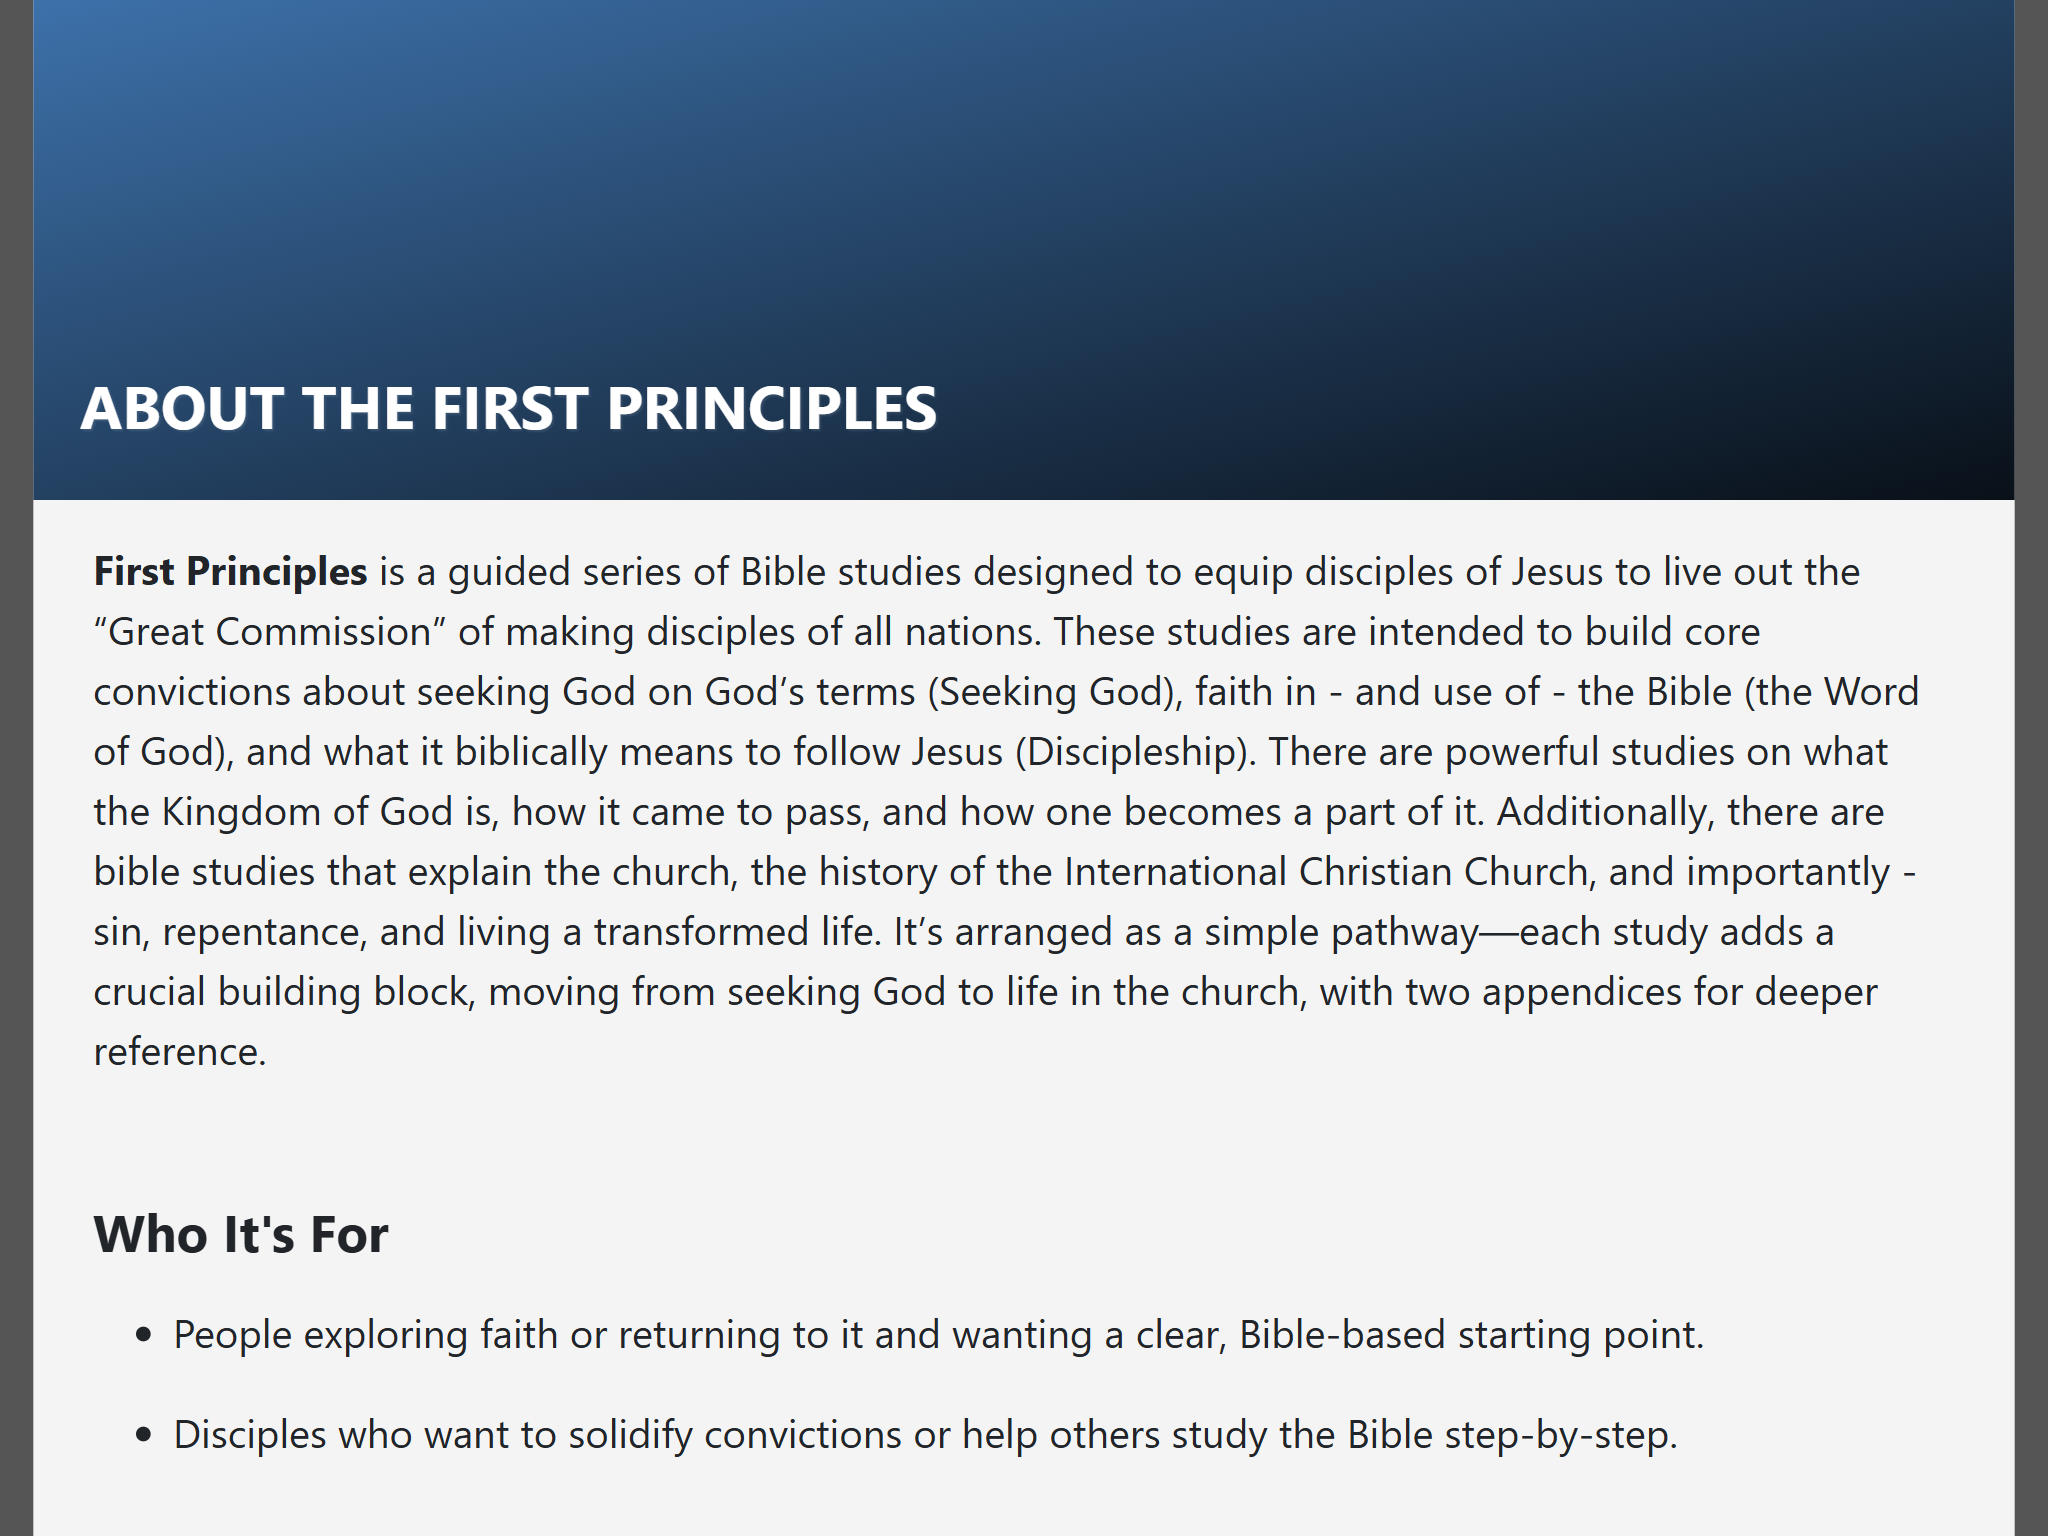 ABOUT THE FIRST PRINCIPLES
First Principles is a guided series of Bible studies designed to equip disciples of Jesus to live out the
“Great Commission” of making disciples of all nations. These studies are intended to build core
convictions about seeking God on God’s terms (Seeking God), faith in - and use of - the Bible (the Word
of God), and what it biblically means to follow Jesus (Discipleship). There are powerful studies on what
the Kingdom of God is, how it came to pass, and how one becomes a part of it. Additionally, there are
bible studies that explain the church, the history of the International Christian Church, and importantly -
sin, repentance, and living a transformed life. It’s arranged as a simple pathway—each study adds a
crucial building block, moving from seeking God to life in the church, with two appendices for deeper
reference.
Who It's For
• People exploring faith or returning to it and wanting a clear, Bible-based starting point.
• Disciples who want to solidify convictions or help others study the Bible step-by-step.